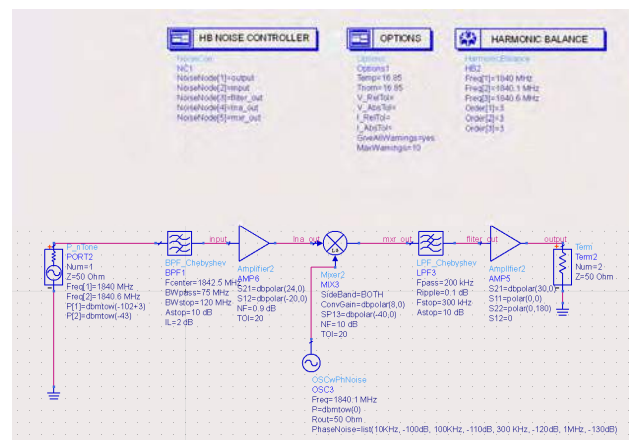 HB NOISE CONTROLLER
NoiseCon
NC1
NoiseNode[1]=output
NoiseNode[2]=input
NoiseNode[3]=filter_out
NoiseNode[4]=lna_out
NoiseNode[5]=mxr_out
OPTIONS
Options
Options1
Temp=16.85
Tnom=16.85
V_RelTol=
V_AbsTol=
I_RelTol=
I_AbsTol=
GiveAllWarnings=yes
MaxWarnings=10
HARMONIC BALANCE
HarmonicBalance
HB2
Freq[1]=1840 MHz
Freq[2]=1840.1 MHz
Freq[3]=1840.6 MHz
Order[1]=3
Order[2]=3
Order[3]=3
input
lna_out
mxr_out
filter_out
output
P_nTone
PORT2
Num=1
Z=50 Ohm
Freq[1]=1840 MHz
Freq[2]=1840.6 MHz
P[1]=dbmtow(-102+3)
P[2]=dbmtow(-43)
BPF_Chebyshev
BPF1
Fcenter=1842.5 MHz
BWpass=75 MHz
BWstop=120 MHz
Astop=10 dB
IL=2 dB
Amplifier2
AMP6
S21=dbpolar(24,0)
S12=dbpolar(-20,0)
NF=0.9 dB
TOI=20
LO
Mixer2
MIX3
SideBand=BOTH
ConvGain=dbpolar(8,0)
SP13=dbpolar(-40,0)
NF=10 dB
TOI=20
LPF_Chebyshev
LPF3
Fpass=200 kHz
Ripple=0.1 dB
Fstop=300 kHz
Astop=10 dB
Amplifier2
AMP5
S21=dbpolar(30,0)
S11=polar(0,0)
S22=polar(0,180)
S12=0
Term
Term2
Num=2
Z=50 Ohm
OSCwPhNoise
OSC3
Freq=1840.1 MHz
P=dbmtow(0)
Rout=50 Ohm
PhaseNoise=list(10KHz, -100dB, 100KHz, -110dB, 300 KHz, -120dB, 1MHz, -130dB)